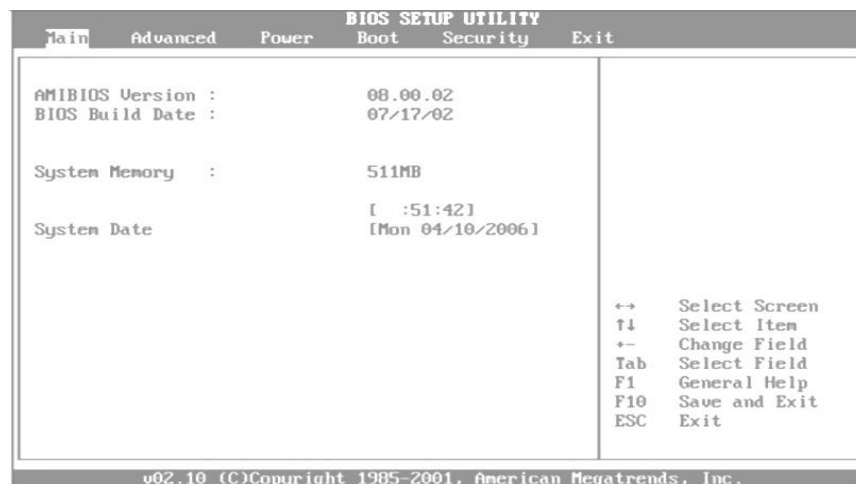 BIOS SETUP UTILITY
Main Advanced Power Boot Security Exit
AMIBIOS Version : 08.00.02
BIOS Build Date : 07/17/02
System Memory : 511MB
[ :51:42]
System Date [Mon 04/10/2006]
←→ Select Screen
↑↓ Select Item
+- Change Field
Tab Select Field
F1 General Help
F10 Save and Exit
ESC Exit
v02.10 (C)Copyright 1985-2001, American Megatrends, Inc.